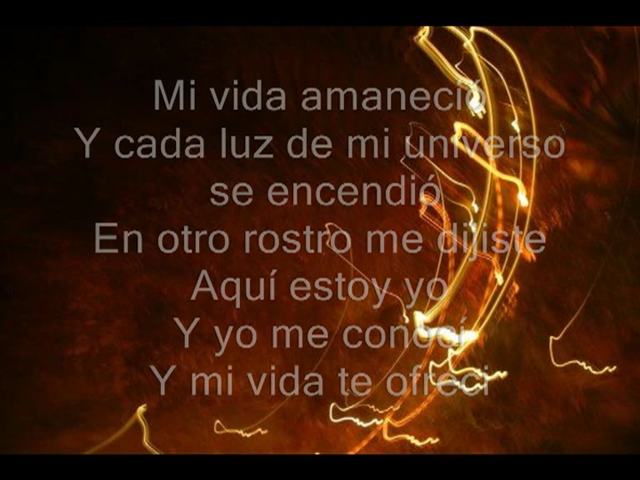 Mi vida amaneció
Y cada luz de mi universo
se encendió
En otro rostro me dijiste
Aquí estoy yo
Y yo me conocí
Y mi vida te ofreci